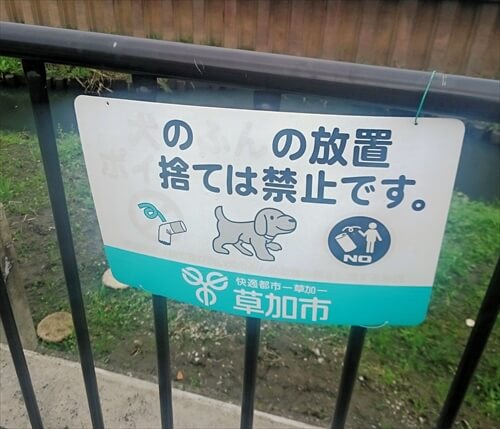 の の放置
捨ては禁止です。
NO
快適都市ー草加ー
草加市